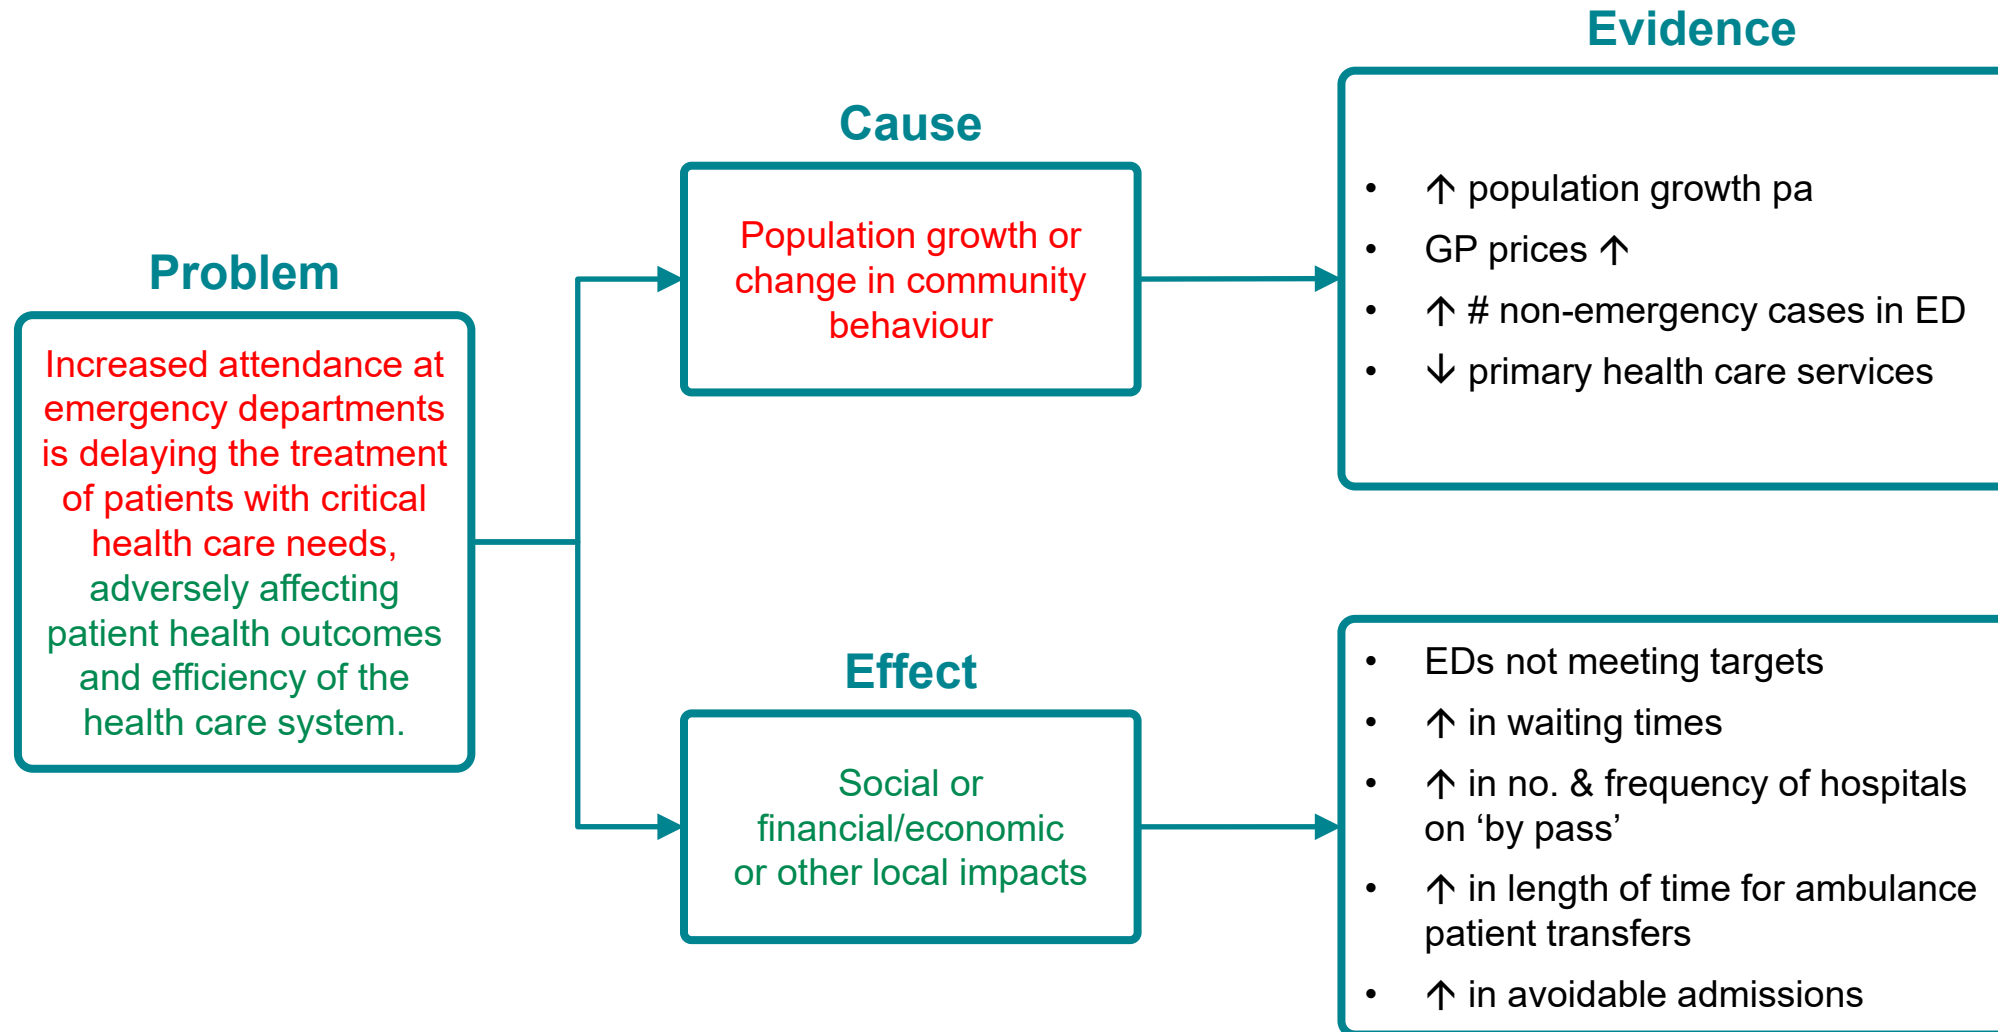 Problem
Increased attendance at
emergency departments
is delaying the treatment
of patients with critical
health care needs,
adversely affecting
patient health outcomes
and efficiency of the
health care system.
Cause
Population growth or
change in community
behaviour
Effect
Social or
financial/economic
or other local impacts
Evidence
• ↑ population growth pa
• GP prices ↑
• ↑ # non-emergency cases in ED
• ↓ primary health care services
• EDs not meeting targets
• ↑ in waiting times
• ↑ in no. & frequency of hospitals
on ‘by pass’
• ↑ in length of time for ambulance
patient transfers
• ↑ in avoidable admissions